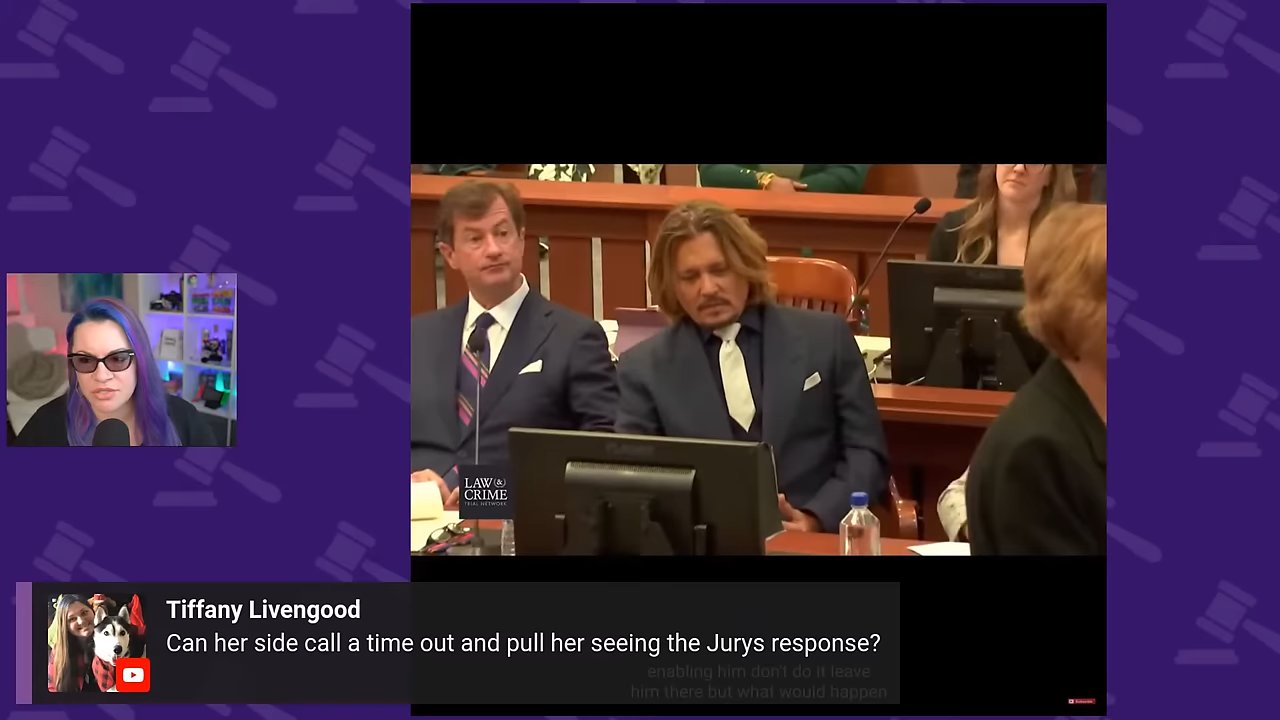 LAW &
CRIME
TRIAL NETWORK
Tiffany Livengood
Can her side call a time out and pull her seeing the Jurys response?
enabling him don't do it leave
him there but what would happen
Subscribe